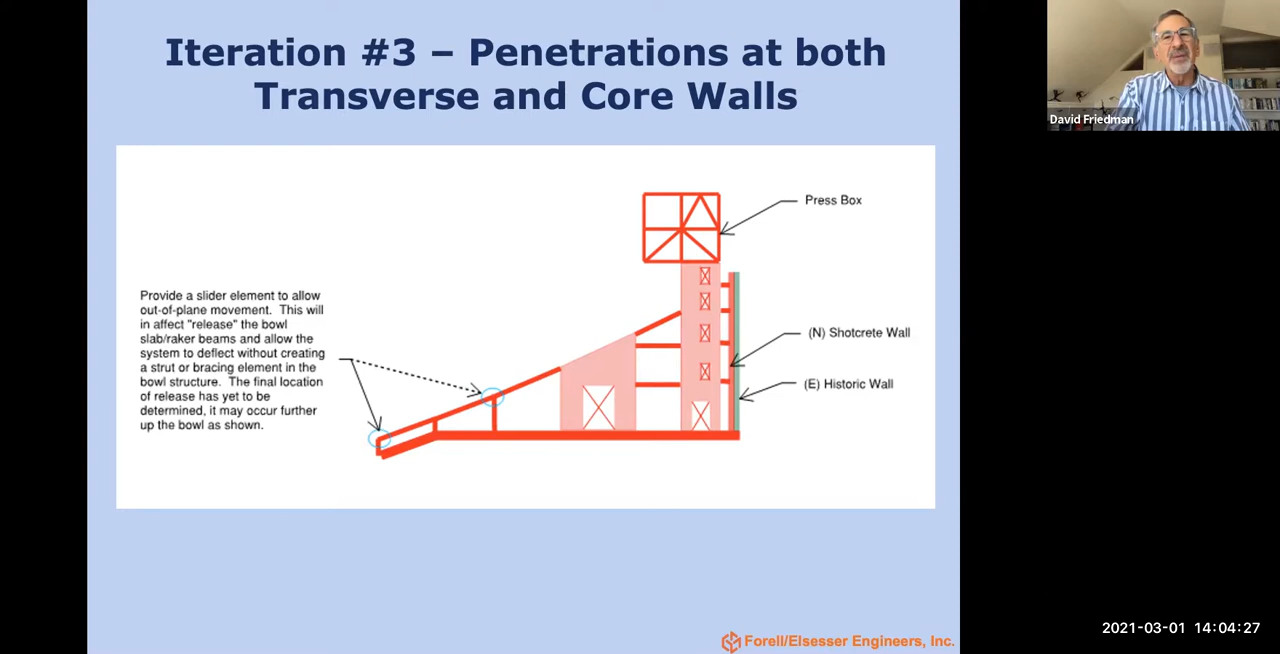 Iteration #3 – Penetrations at both
Transverse and Core Walls
David Friedman
Press Box
Provide a slider element to allow
out-of-plane movement. This will
in affect "release" the bowl
slab/raker beams and allow the
system to deflect without creating
a strut or bracing element in the
bowl structure. The final location
of release has yet to be
determined, it may occur further
up the bowl as shown.
(N) Shotcrete Wall
(E) Historic Wall
2021-03-01 14:04:27
Forell/Elsesser Engineers, Inc.